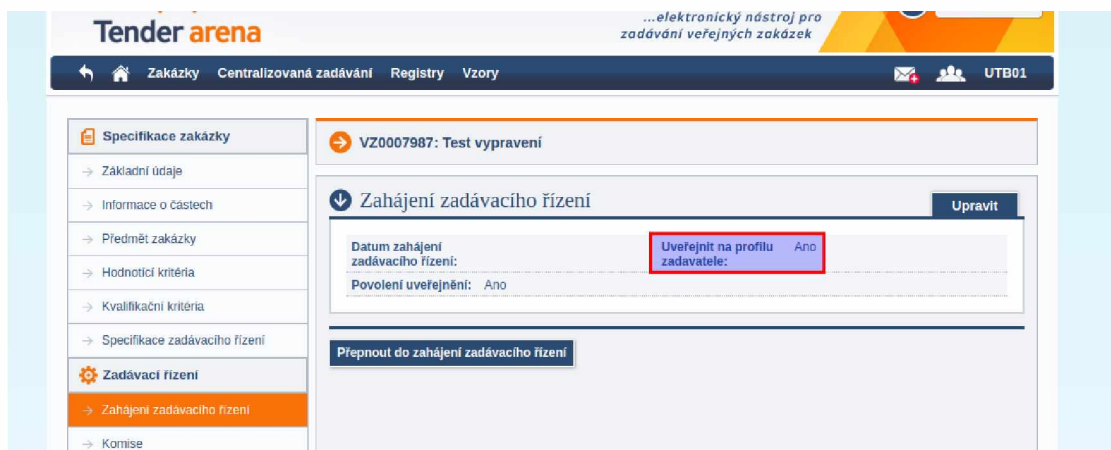 Tender arena
...elektronický nástroj pro
zadávání veřejných zakázek
Zakázky Centralizovaná zadávání Registry Vzory
UTB01
Specifikace zakázky
Základní údaje
Informace o částech
Předmět zakázky
Hodnotící kritéria
Kvalifikační kritéria
Specifikace zadávacího řízení
Zadávací řízení
Zahájení zadávacího řízení
Komise
VZ0007987: Test vypravení
Zahájení zadávacího řízení
Upravit
Datum zahájení
zadávacího řízení:
Uveřejnit na profilu Ano
zadavatele:
Povolení uveřejnění: Ano
Přepnout do zahájení zadávacího řízení